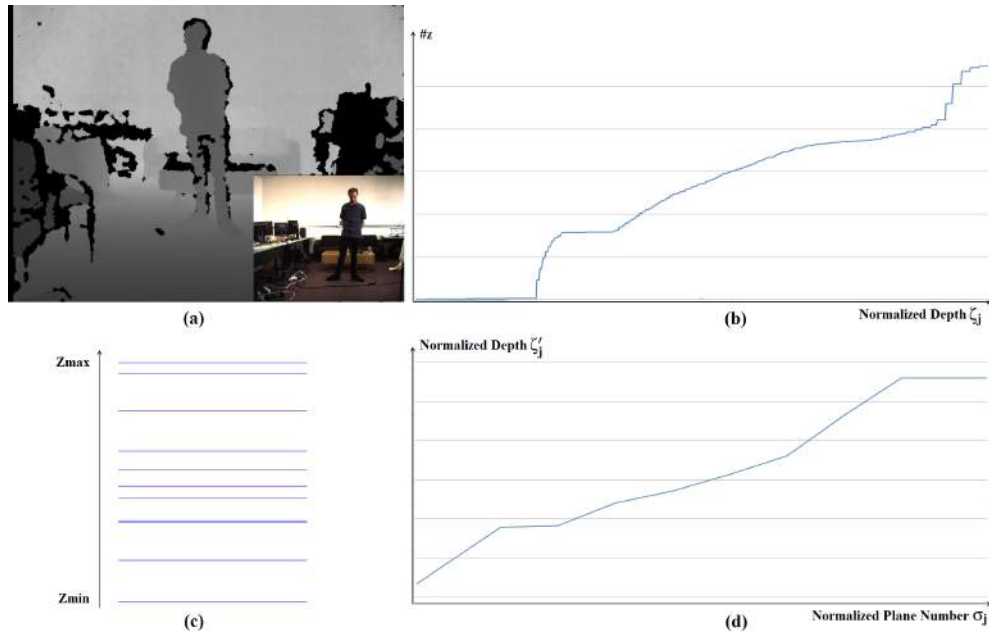 #z
(a)
(b)
Normalized Depth ζj
Zmax
Zmin
(c)
Normalized Depth ζ′j
(d)
Normalized Plane Number σj